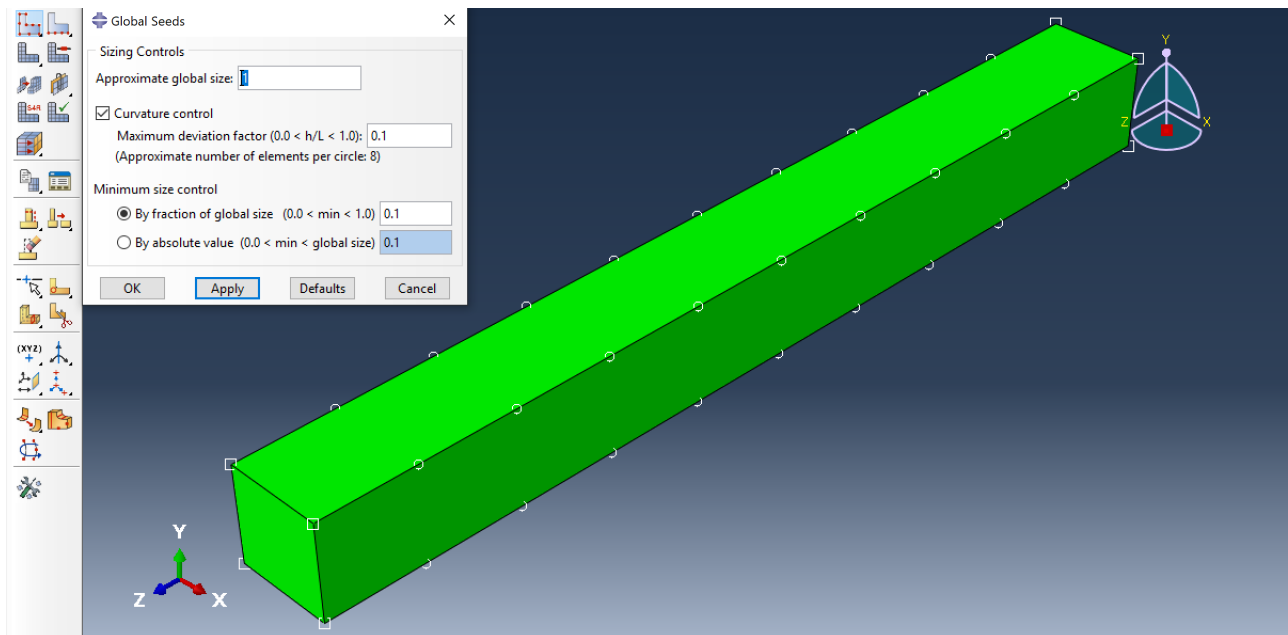 Global Seeds
Sizing Controls
Approximate global size: 1
Curvature control
Maximum deviation factor (0.0 < h/L < 1.0): 0.1
(Approximate number of elements per circle: 8)
Minimum size control
By fraction of global size (0.0 < min < 1.0) 0.1
By absolute value (0.0 < min < global size) 0.1
OK Apply Defaults Cancel
S4R
(XYZ)
Y
Z X
Y
Z X